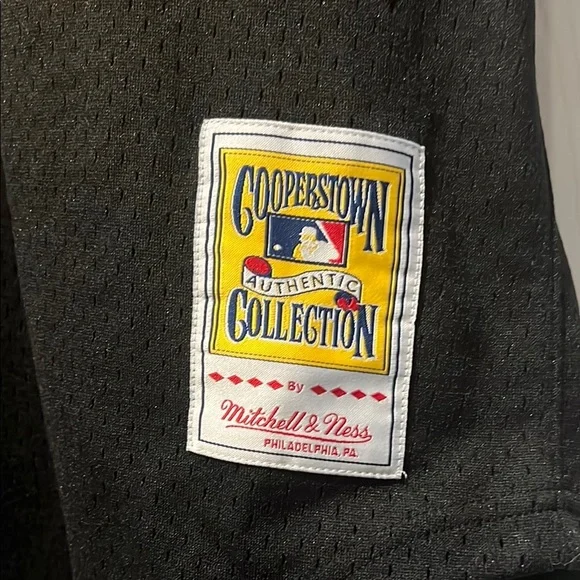 COOPERSTOWN
AUTHENTIC
COLLECTION
By
Mitchell & Ness
PHILADELPHIA, PA.